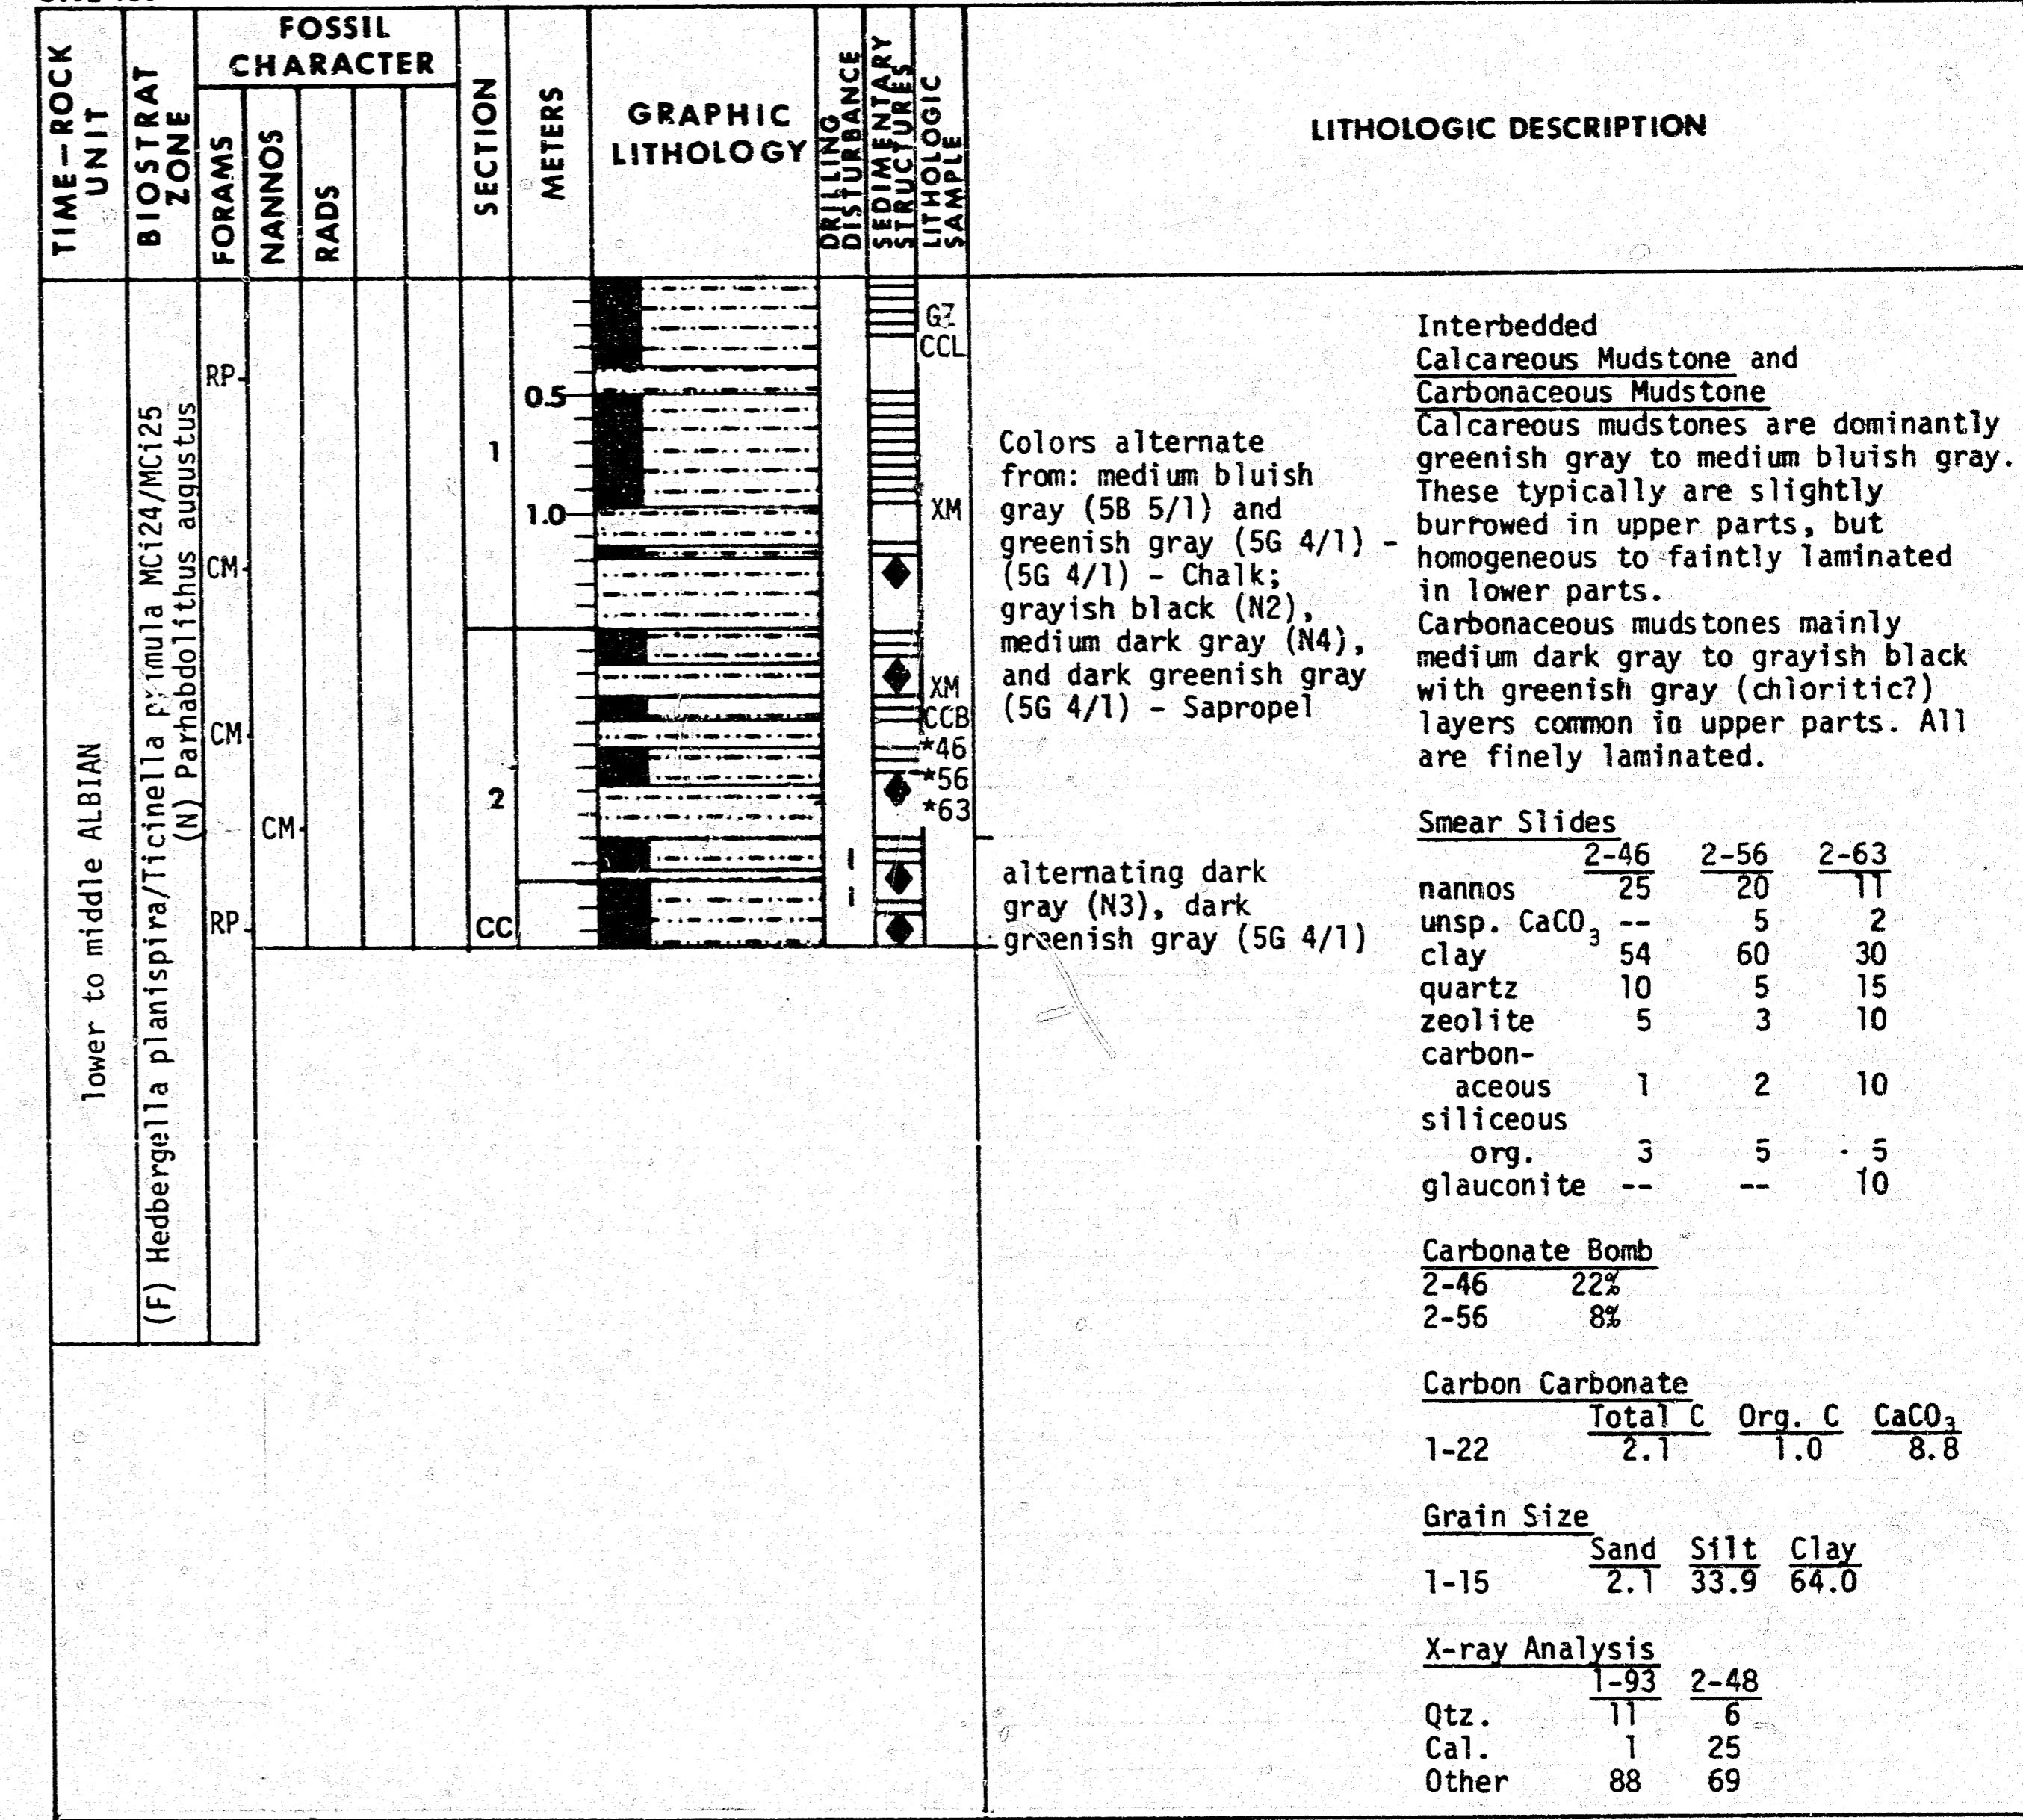 TIME-ROCK UNIT
BIOSTRAT ZONE
FOSSIL
CHARACTER
FORAMS
NANNOS
RADS
SECTION
METERS
GRAPHIC
LITHOLOGY
DRILLING
DISTURBANCE
SEDIMENTARY
STRUCTURES
LITHOLOGIC
SAMPLE
LITHOLOGIC DESCRIPTION
lower to middle ALBIAN
(F) Hedbergella planispira/Ticinella primula MCi24/MCi25
(N) Parhabdolithus augustus
RP
CM
CM
RP
CM
1
2
CC
0.5
1.0
GZ
CCL
XM
XM
CCB
*46
*56
*63
Colors alternate
from: medium bluish
gray (5B 5/1) and
greenish gray (5G 4/1) -
(5G 4/1) - Chalk;
grayish black (N2),
medium dark gray (N4),
and dark greenish gray
(5G 4/1) - Sapropel
alternating dark
gray (N3), dark
greenish gray (5G 4/1)
Interbedded
Calcareous Mudstone and
Carbonaceous Mudstone
Calcareous mudstones are dominantly
greenish gray to medium bluish gray.
These typically are slightly
burrowed in upper parts, but
homogeneous to faintly laminated
in lower parts.
Carbonaceous mudstones mainly
medium dark gray to grayish black
with greenish gray (chloritic?)
layers common in upper parts. All
are finely laminated.
Smear Slides
2-46 2-56 2-63
nannos 25 20 11
unsp. CaCO3 -- 5 2
clay 54 60 30
quartz 10 5 15
zeolite 5 3 10
carbon-
aceous 1 2 10
siliceous
org. 3 5 5
glauconite -- -- 10
Carbonate Bomb
2-46 22%
2-56 8%
Carbon Carbonate
Total C Org. C CaCO3
1-22 2.1 1.0 8.8
Grain Size
Sand Silt Clay
1-15 2.1 33.9 64.0
X-ray Analysis
1-93 2-48
Qtz. 11 6
Cal. 1 25
Other 88 69